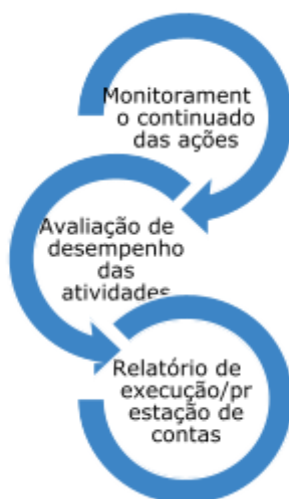 Monitorament
o continuado
das ações
Avaliação de
desempenho
das
atividades
Relatório de
execução/pr
estação de
contas